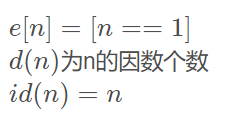 e[n] = [n == 1]
d(n)为n的因数个数
id(n) = n